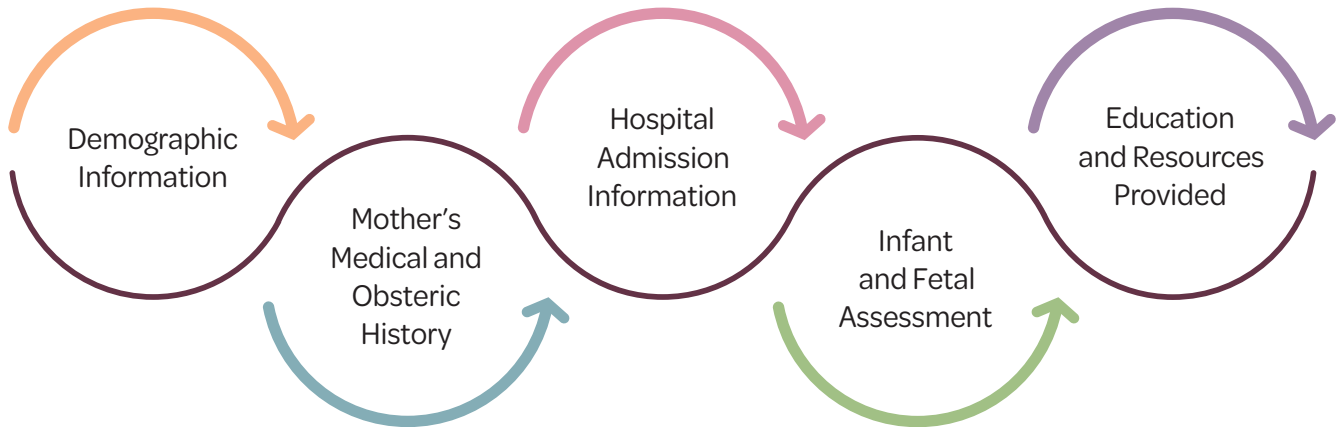 Demographic
Information
Mother’s
Medical and
Obsteric
History
Hospital
Admission
Information
Infant
and Fetal
Assessment
Education
and Resources
Provided